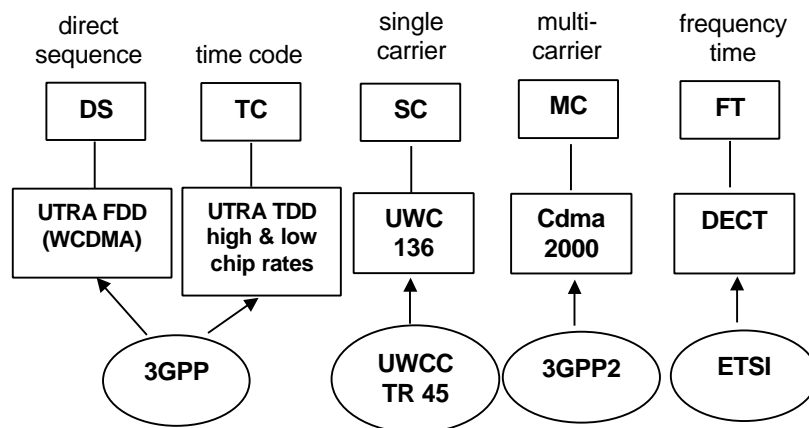 direct
sequence
time code
single
carrier
multi-
carrier
frequency
time
DS
TC
SC
MC
FT
UTRA FDD
(WCDMA)
UTRA TDD
high & low
chip rates
UWC
136
Cdma
2000
DECT
3GPP
UWCC
TR 45
3GPP2
ETSI